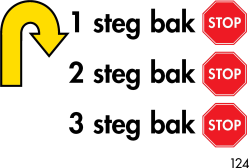 1 steg bak STOP
2 steg bak STOP
3 steg bak STOP
124